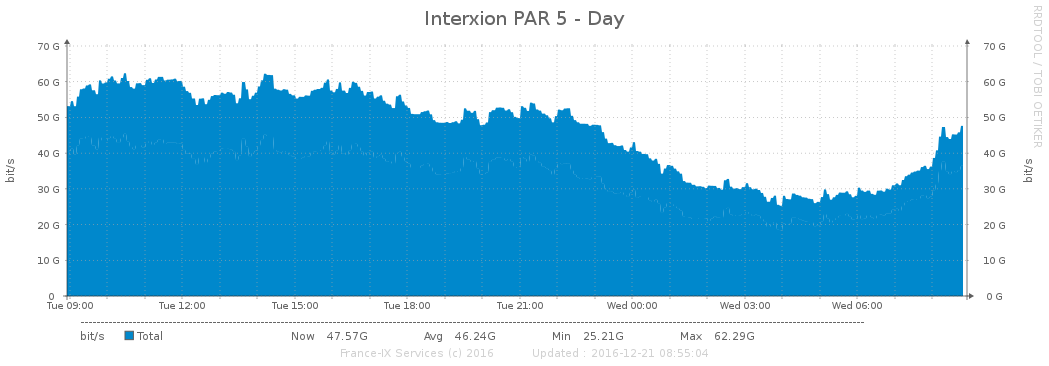 Interxion PAR 5 - Day
RRDTOOL / TOBI OETIKER
bit/s
70 G 70 G
60 G 60 G
50 G 50 G
40 G 40 G
30 G 30 G
20 G 20 G
10 G 10 G
0 0 G
bit/s
Tue 09:00 Tue 12:00 Tue 15:00 Tue 18:00 Tue 21:00 Wed 00:00 Wed 03:00 Wed 06:00
bit/s Total Now 47.57G Avg 46.24G Min 25.21G Max 62.29G
France-IX Services (c) 2016 Updated : 2016-12-21 08:55:04